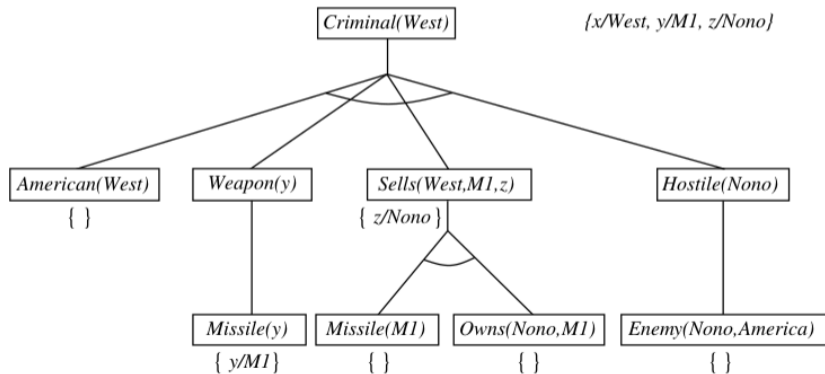 Criminal(West)
{x/West, y/M1, z/Nono}
American(West)
Weapon(y)
Sells(West,M1,z)
Hostile(Nono)
{ }
{ z/Nono }
Missile(y)
Missile(M1)
Owns(Nono,M1)
Enemy(Nono,America)
{ y/M1}
{ }
{ }
{ }